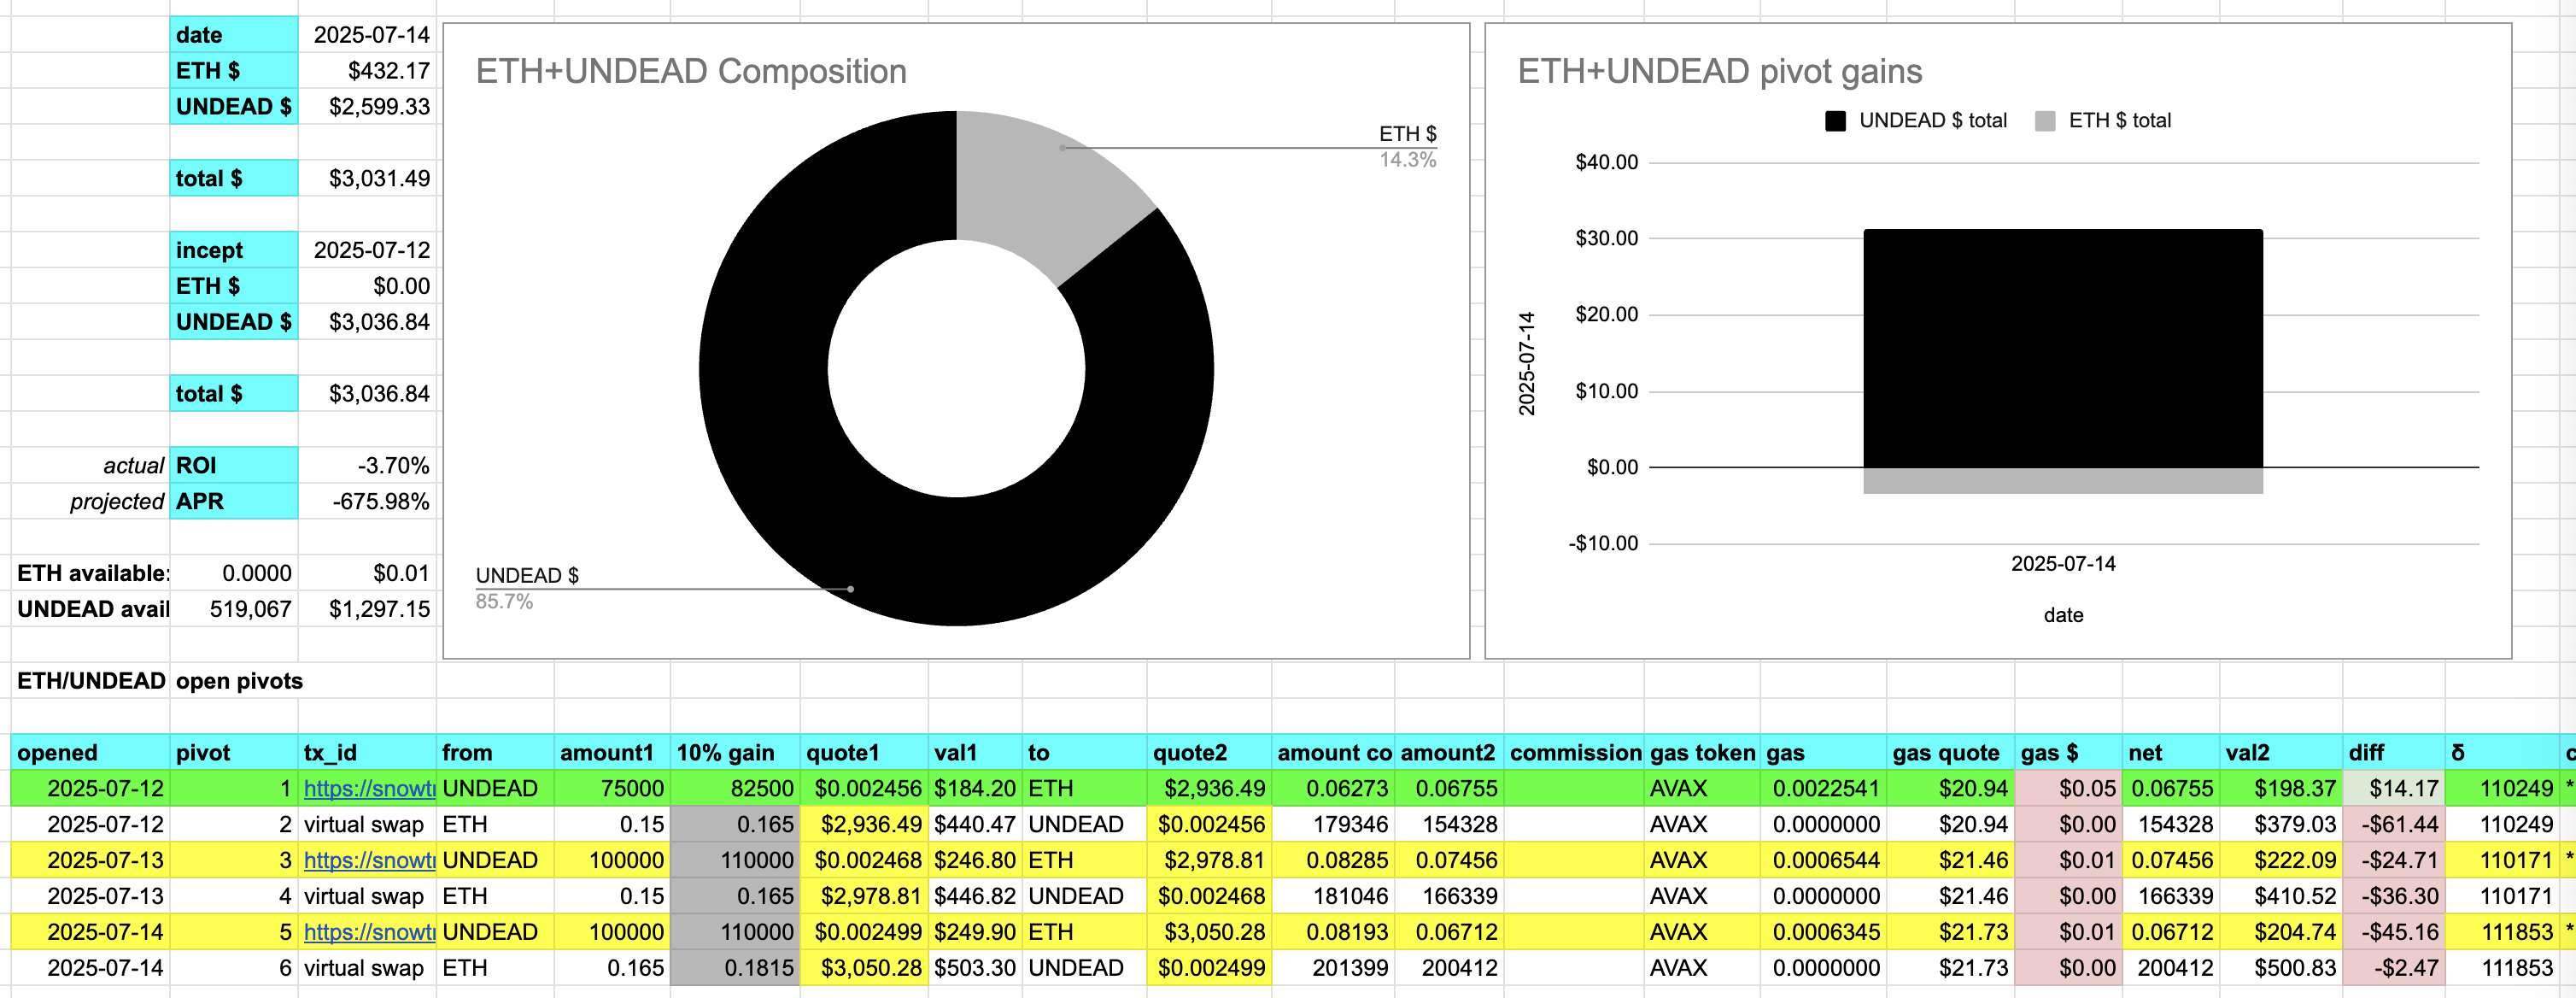 date 2025-07-14
ETH $ $432.17
UNDEAD $ $2,599.33
total $ $3,031.49
incept 2025-07-12
ETH $ $0.00
UNDEAD $ $3,036.84
total $ $3,036.84
actual ROI -3.70%
projected APR -675.98%
ETH available: 0.0000 $0.01
UNDEAD avail 519,067 $1,297.15
ETH+UNDEAD Composition
ETH $
14.3%
UNDEAD $
85.7%
ETH+UNDEAD pivot gains
UNDEAD $ total ETH $ total
$40.00
$30.00
$20.00
$10.00
$0.00
-$10.00
2025-07-14
2025-07-14
date
ETH/UNDEAD open pivots
opened pivot tx_id from amount1 10% gain quote1 val1 to quote2 amount co amount2 commission gas token gas gas quote gas $ net val2 diff δ c
2025-07-12 1 https://snowtr UNDEAD 75000 82500 $0.002456 $184.20 ETH $2,936.49 0.06273 0.06755 AVAX 0.0022541 $20.94 $0.05 0.06755 $198.37 $14.17 110249 *
2025-07-12 2 virtual swap ETH 0.15 0.165 $2,936.49 $440.47 UNDEAD $0.002456 179346 154328 AVAX 0.0000000 $20.94 $0.00 154328 $379.03 -$61.44 110249
2025-07-13 3 https://snowtr UNDEAD 100000 110000 $0.002468 $246.80 ETH $2,978.81 0.08285 0.07456 AVAX 0.0006544 $21.46 $0.01 0.07456 $222.09 -$24.71 110171 *
2025-07-13 4 virtual swap ETH 0.15 0.165 $2,978.81 $446.82 UNDEAD $0.002468 181046 166339 AVAX 0.0000000 $21.46 $0.00 166339 $410.52 -$36.30 110171
2025-07-14 5 https://snowtr UNDEAD 100000 110000 $0.002499 $249.90 ETH $3,050.28 0.08193 0.06712 AVAX 0.0006345 $21.73 $0.01 0.06712 $204.74 -$45.16 111853 *
2025-07-14 6 virtual swap ETH 0.165 0.1815 $3,050.28 $503.30 UNDEAD $0.002499 201399 200412 AVAX 0.0000000 $21.73 $0.00 200412 $500.83 -$2.47 111853